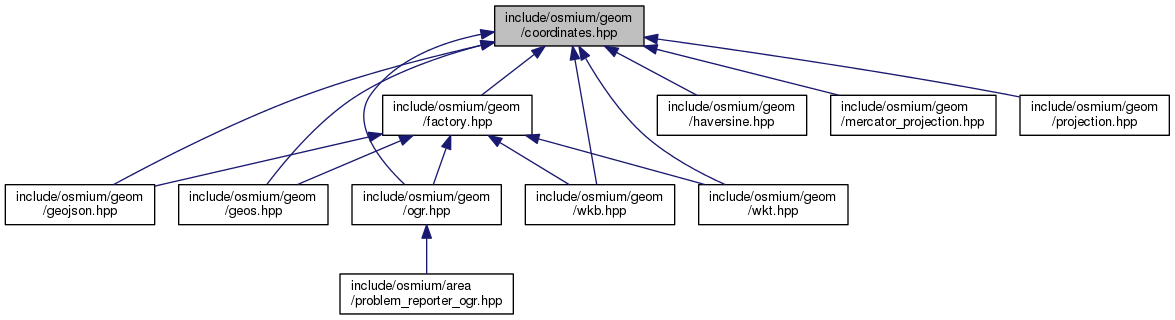 include/osmium/geom
/coordinates.hpp
include/osmium/geom
/factory.hpp
include/osmium/geom
/haversine.hpp
include/osmium/geom
/mercator_projection.hpp
include/osmium/geom
/projection.hpp
include/osmium/geom
/geojson.hpp
include/osmium/geom
/geos.hpp
include/osmium/geom
/ogr.hpp
include/osmium/geom
/wkb.hpp
include/osmium/geom
/wkt.hpp
include/osmium/area
/problem_reporter_ogr.hpp